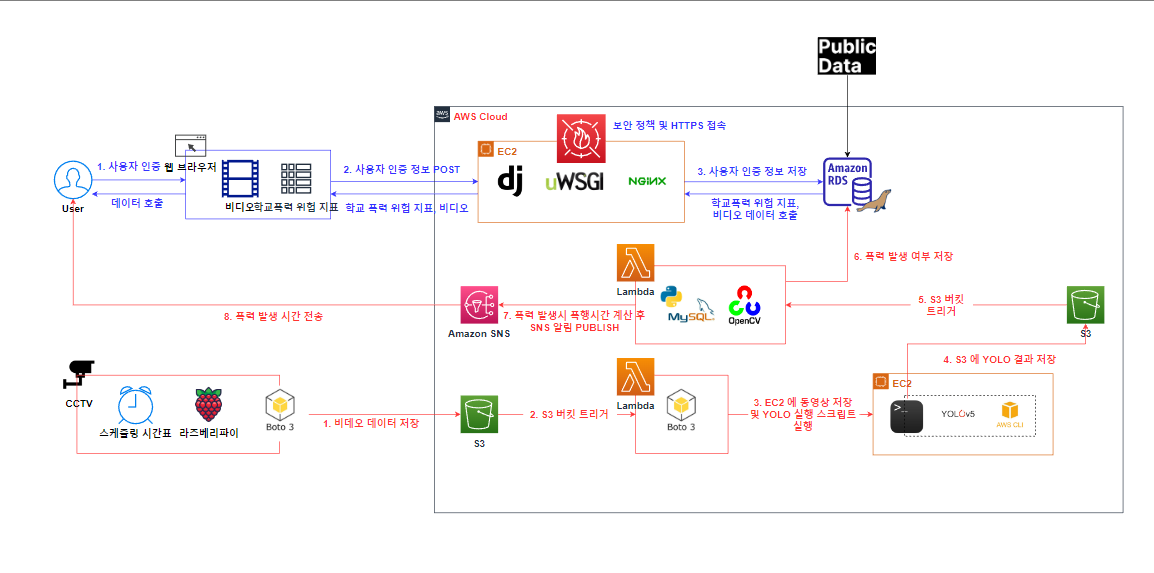 Public
Data
aws
AWS Cloud
보안 정책 및 HTTPS 접속
EC2
dj
uWSGI
NGINX
1. 사용자 인증
웹 브라우저
데이터 호출
User
비디오
학교폭력 위험 지표
2. 사용자 인증 정보 POST
학교 폭력 위험 지표, 비디오
3. 사용자 인증 정보 저장
학교폭력 위험 지표,
비디오 데이터 호출
Amazon
RDS
6. 폭력 발생 여부 저장
Lambda
MySQL
OpenCV
5. S3 버킷
트리거
S3
Amazon SNS
7. 폭력 발생시 폭행시간 계산 후
SNS 알림 PUBLISH
8. 폭력 발생 시간 전송
4. S3 에 YOLO 결과 저장
CCTV
스케쥴링 시간표
라즈베리파이
Boto 3
1. 비데오 데이터 저장
S3
2. S3 버킷 트리거
Lambda
Boto 3
3. EC2 에 동영상 저장
및 YOLO 실행 스크립트
실행
EC2
>_
YOLOv5
AWS CLI